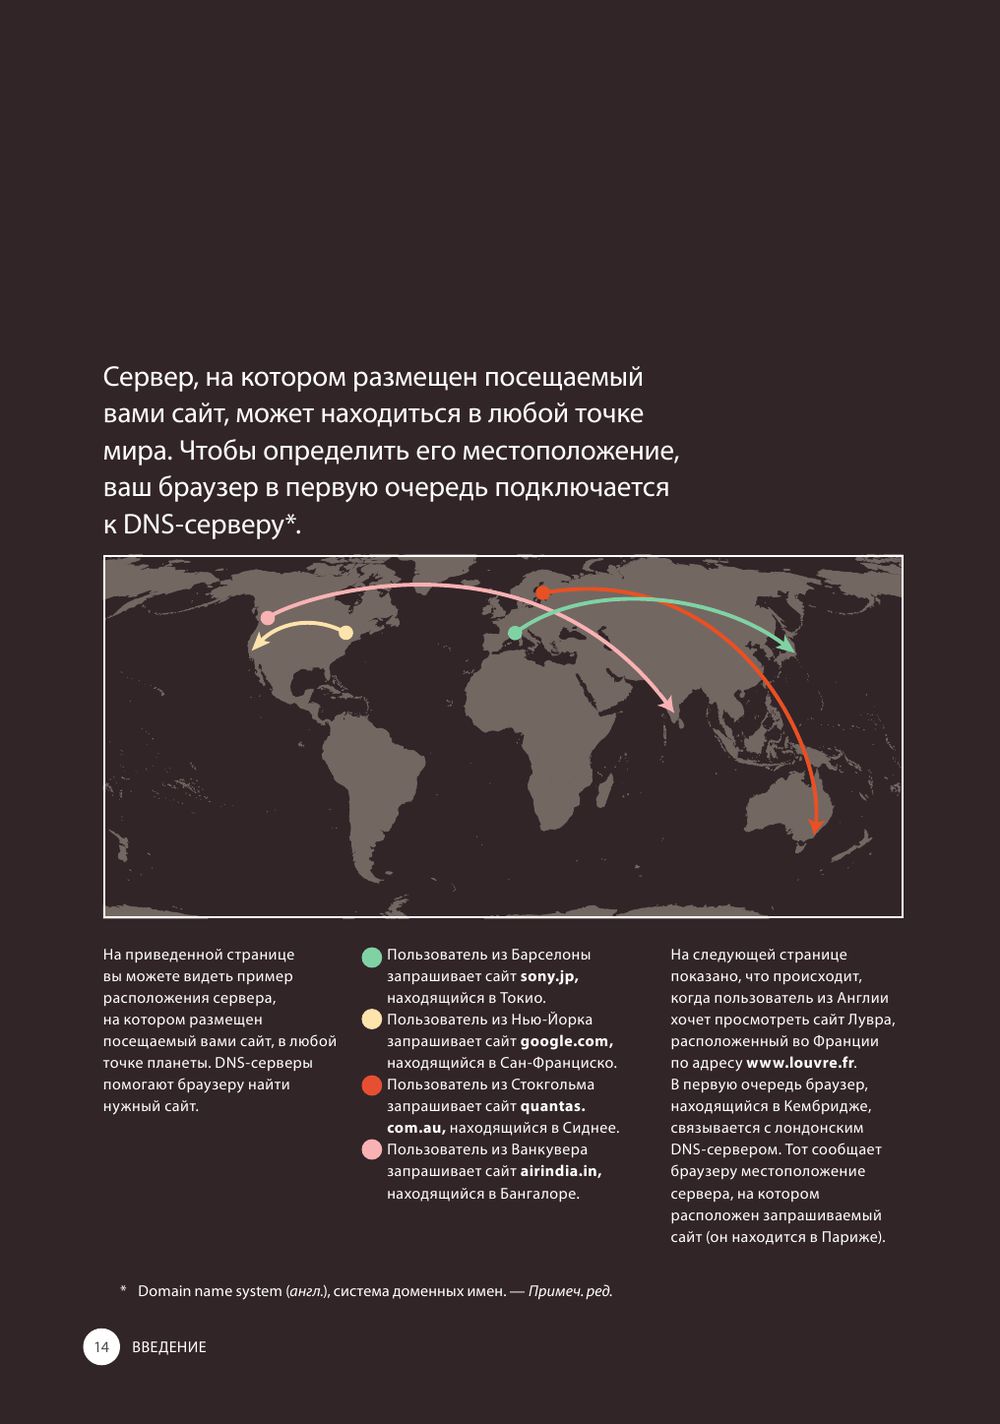 Сервер, на котором размещен посещаемый
вами сайт, может находиться в любой точке
мира. Чтобы определить его местоположение,
ваш браузер в первую очередь подключается
к DNS-серверу*.
На приведенной странице
вы можете видеть пример
расположения сервера,
на котором размещен
посещаемый вами сайт, в любой
точке планеты. DNS-серверы
помогают браузеру найти
нужный сайт.
Пользователь из Барселоны
запрашивает сайт sony.jp,
находящийся в Токио.
Пользователь из Нью-Йорка
запрашивает сайт google.com,
находящийся в Сан-Франциско.
Пользователь из Стокгольма
запрашивает сайт quantas.
com.au, находящийся в Сиднее.
Пользователь из Ванкувера
запрашивает сайт airindia.in,
находящийся в Бангалоре.
На следующей странице
показано, что происходит,
когда пользователь из Англии
хочет просмотреть сайт Лувра,
расположенный во Франции
по адресу www.louvre.fr.
В первую очередь браузер,
находящийся в Кембридже,
связывается с лондонским
DNS-сервером. Тот сообщает
браузеру местоположение
сервера, на котором
расположен запрашиваемый
сайт (он находится в Париже).
* Domain name system (англ.), система доменных имен. — Примеч. ред.
14 ВВЕДЕНИЕ